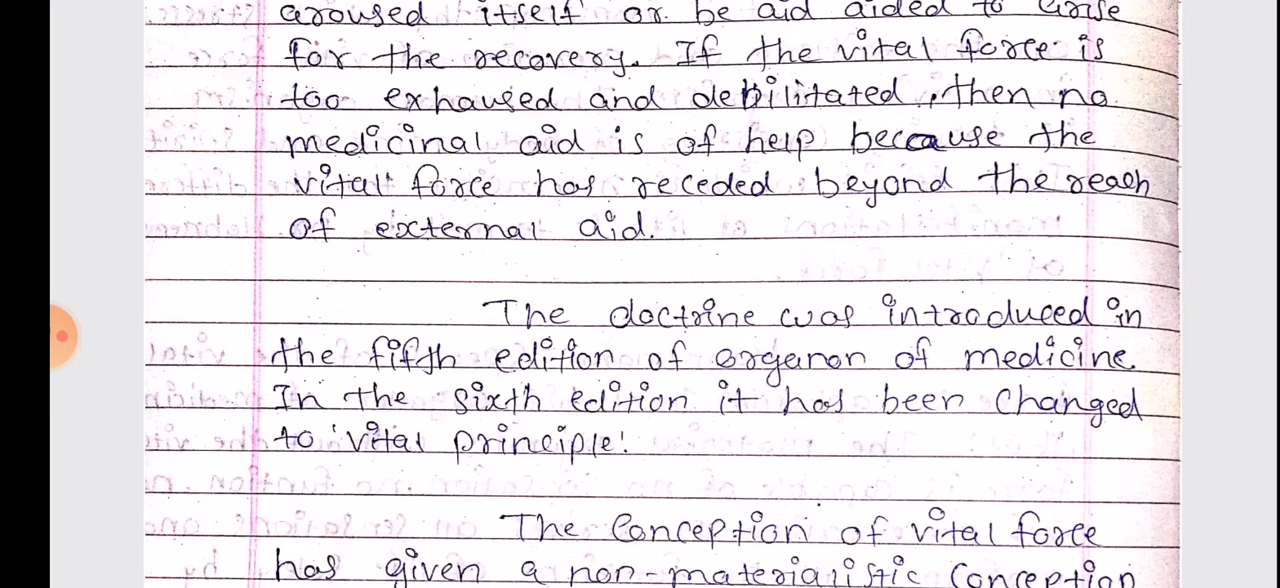 aroused itself or be aid aided to arise
for the recovery. If the vital force is
too exhaused and debilitated, then no
medicinal aid is of help because the
vital force has receded beyond the reach
of external aid.
The doctrine was introduced in
the fifth edition of organon of medicine.
In the sixth edition it has been changed
to 'vital principle'.
The Conception of vital force
has given a non-materialistic Conception